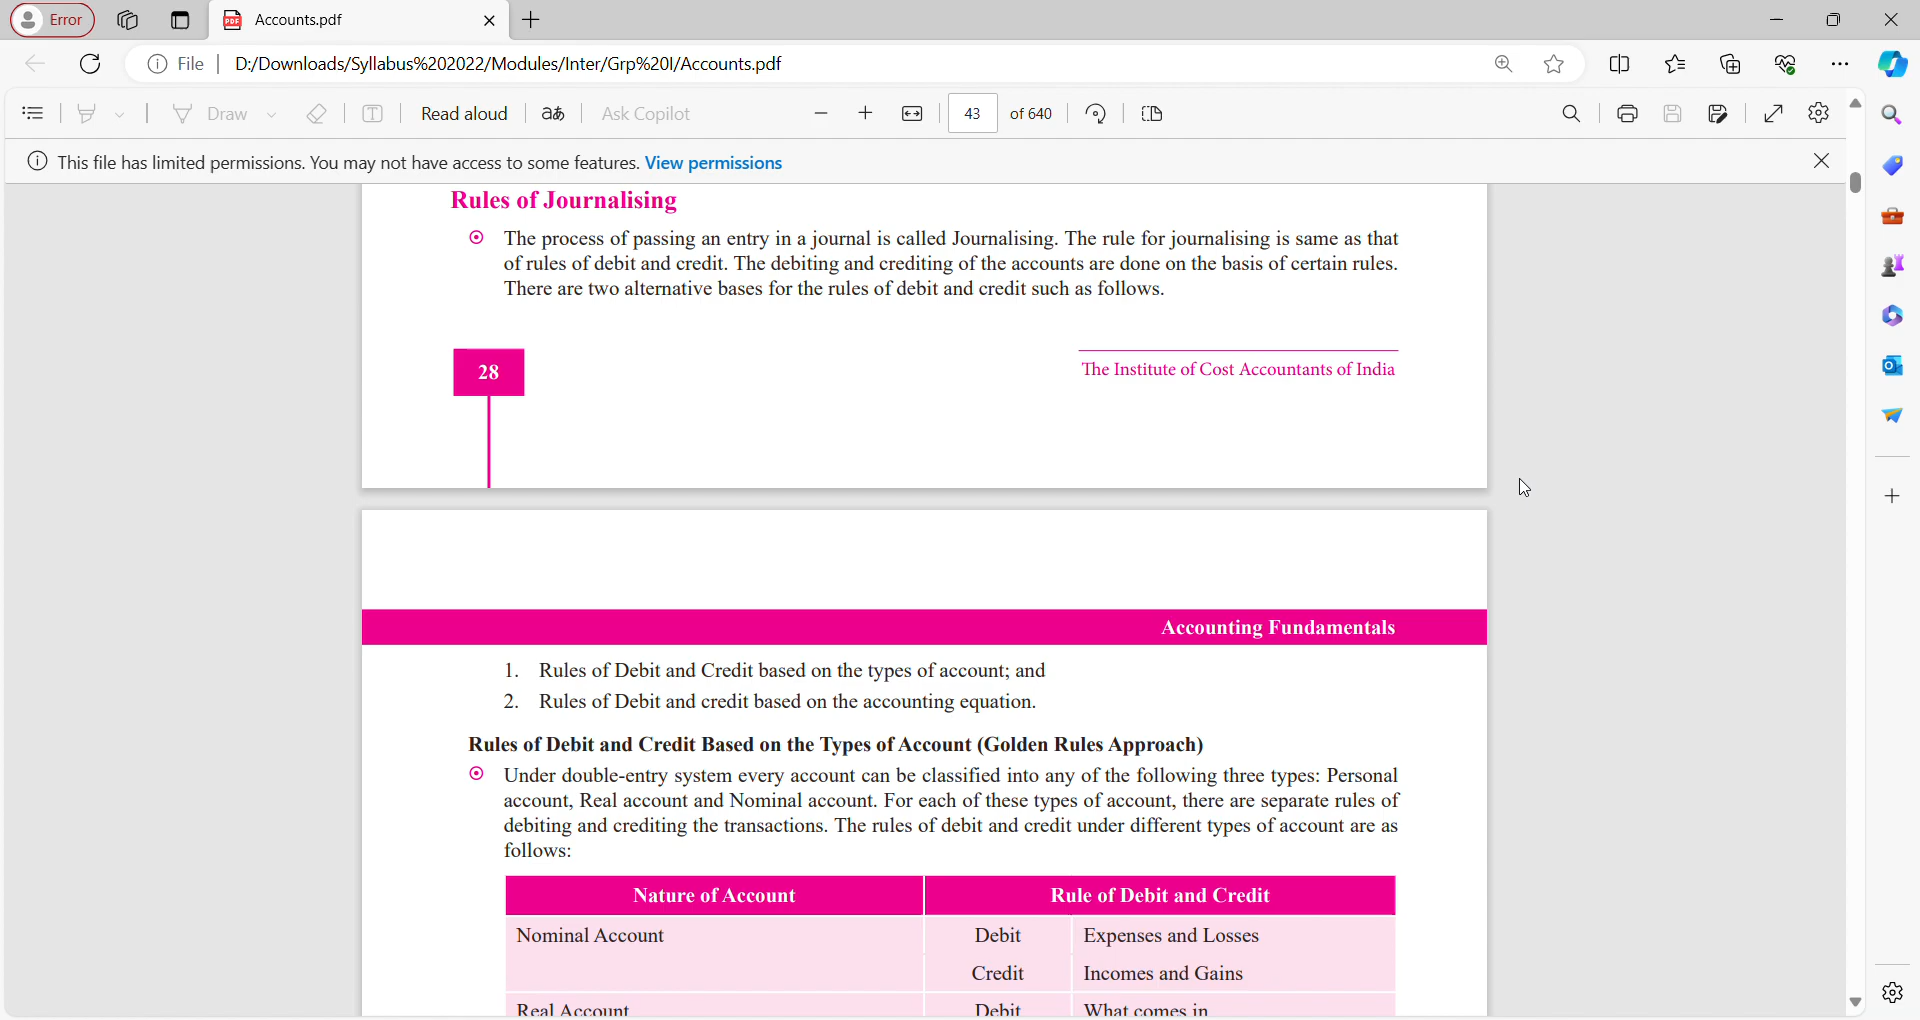 Error
Accounts.pdf
File
D:/Downloads/Syllabus%202022/Modules/Inter/Grp%20I/Accounts.pdf
Draw
Read aloud
aあ
Ask Copilot
43 of 640
This file has limited permissions. You may not have access to some features. View permissions
Rules of Journalising
The process of passing an entry in a journal is called Journalising. The rule for journalising is same as that
of rules of debit and credit. The debiting and crediting of the accounts are done on the basis of certain rules.
There are two alternative bases for the rules of debit and credit such as follows.
28
The Institute of Cost Accountants of India
Accounting Fundamentals
1. Rules of Debit and Credit based on the types of account; and
2. Rules of Debit and credit based on the accounting equation.
Rules of Debit and Credit Based on the Types of Account (Golden Rules Approach)
Under double-entry system every account can be classified into any of the following three types: Personal
account, Real account and Nominal account. For each of these types of account, there are separate rules of
debiting and crediting the transactions. The rules of debit and credit under different types of account are as
follows:
Nature of Account Rule of Debit and Credit
Nominal Account Debit Expenses and Losses
Credit Incomes and Gains
Real Account Debit What comes in